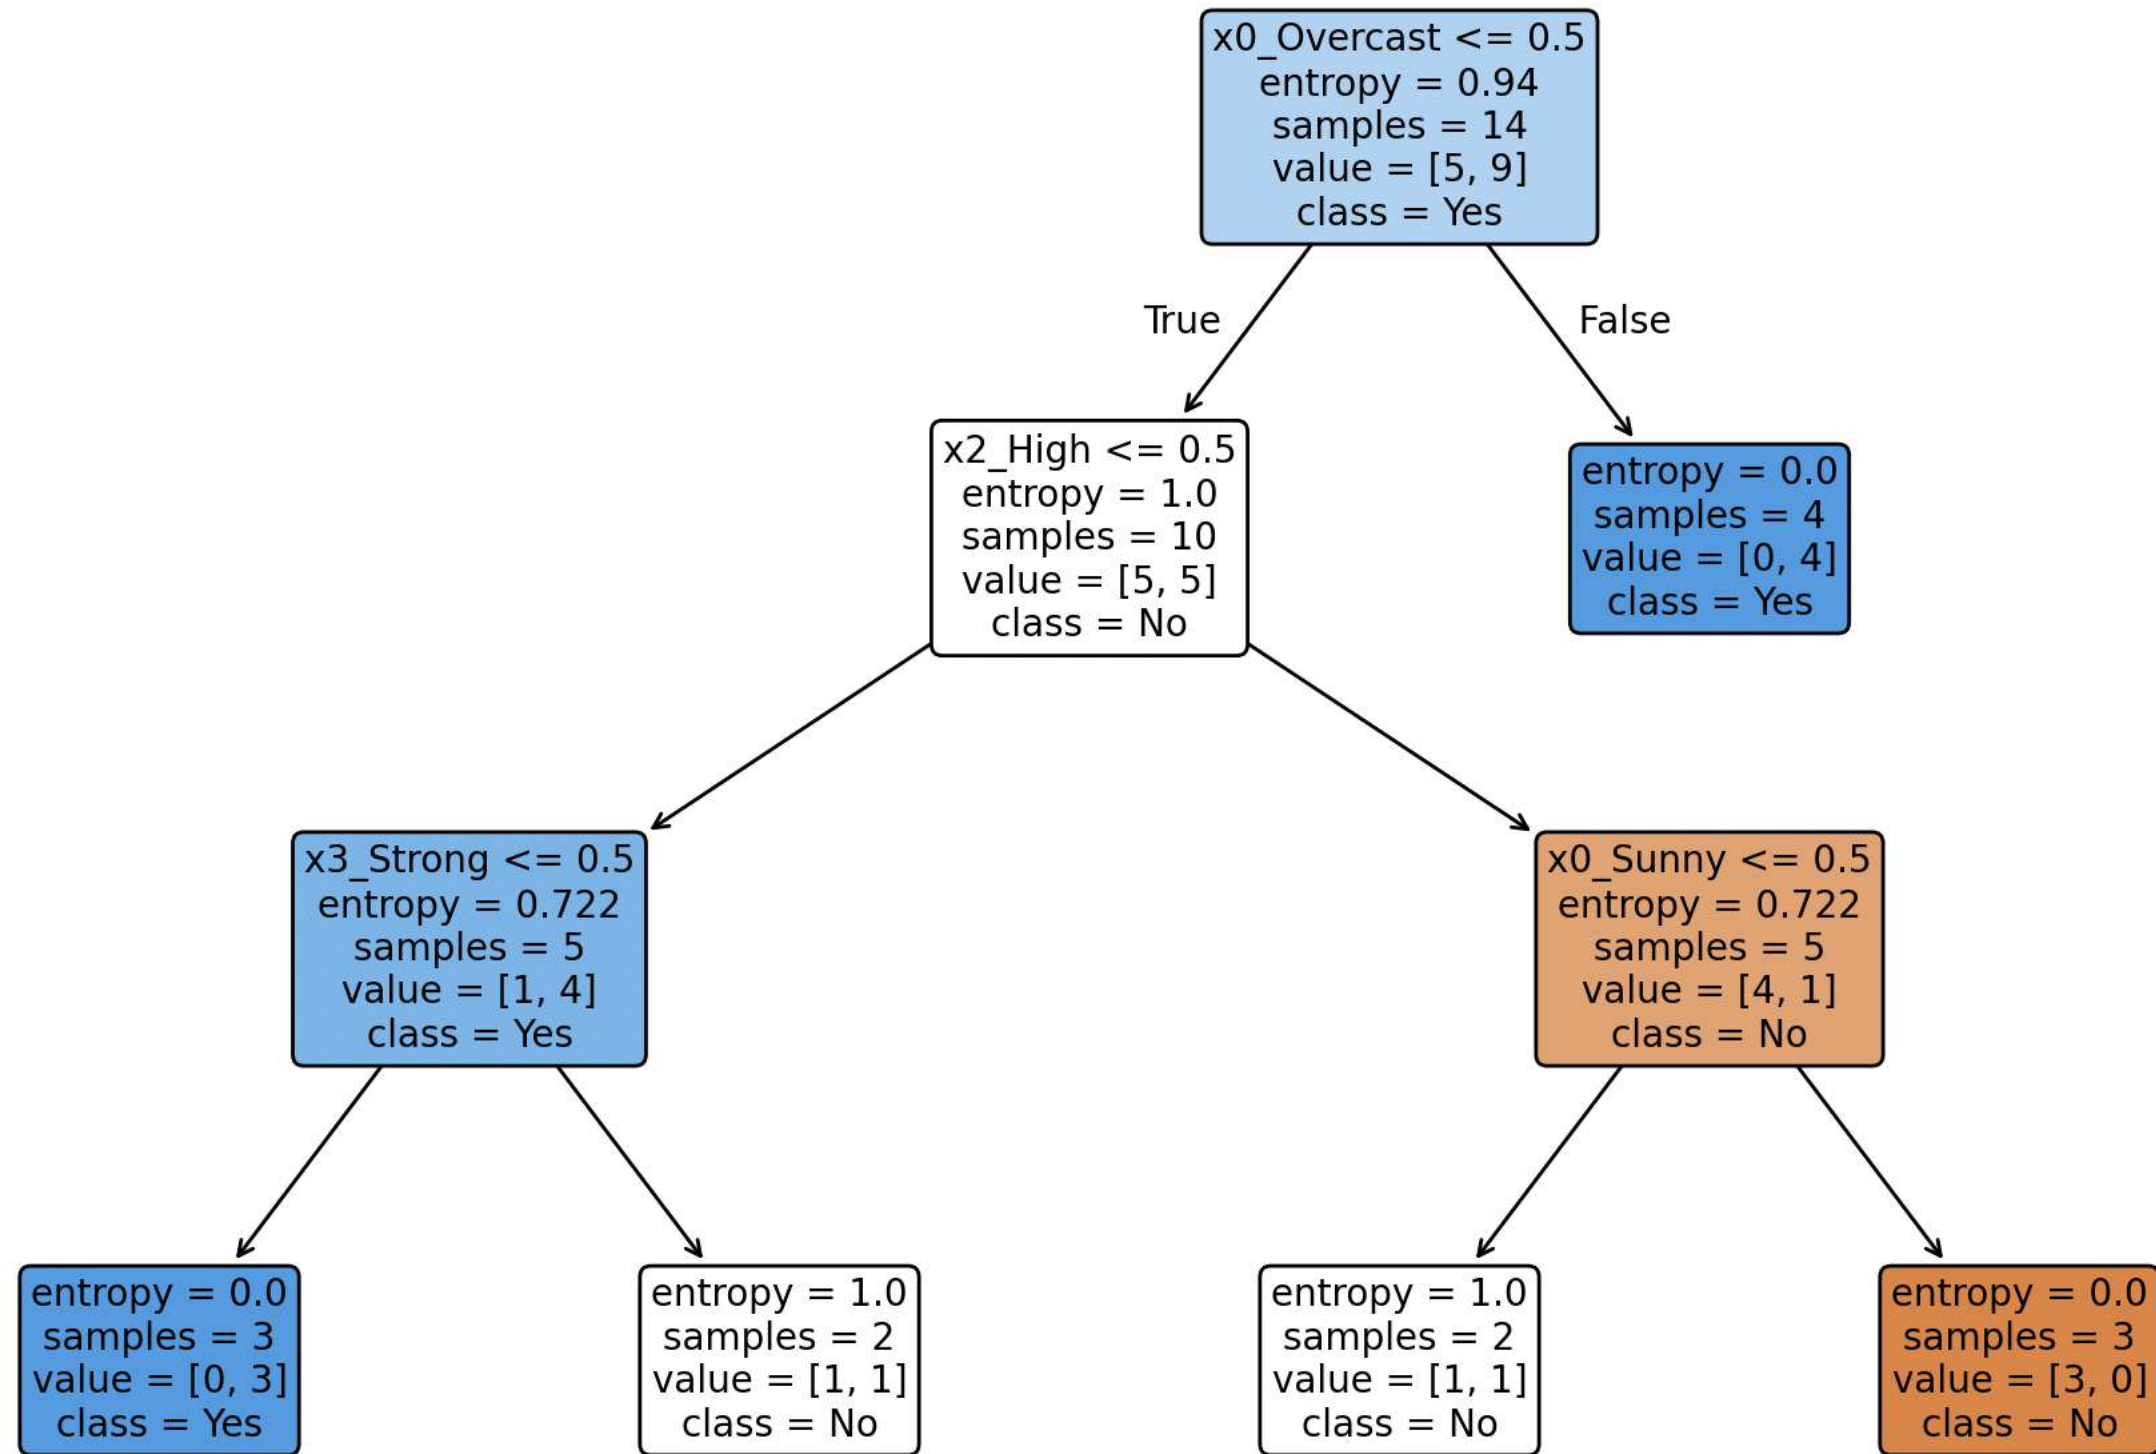 x0_Overcast <= 0.5
entropy = 0.94
samples = 14
value = [5, 9]
class = Yes
True
False
x2_High <= 0.5
entropy = 1.0
samples = 10
value = [5, 5]
class = No
entropy = 0.0
samples = 4
value = [0, 4]
class = Yes
x3_Strong <= 0.5
entropy = 0.722
samples = 5
value = [1, 4]
class = Yes
x0_Sunny <= 0.5
entropy = 0.722
samples = 5
value = [4, 1]
class = No
entropy = 0.0
samples = 3
value = [0, 3]
class = Yes
entropy = 1.0
samples = 2
value = [1, 1]
class = No
entropy = 1.0
samples = 2
value = [1, 1]
class = No
entropy = 0.0
samples = 3
value = [3, 0]
class = No